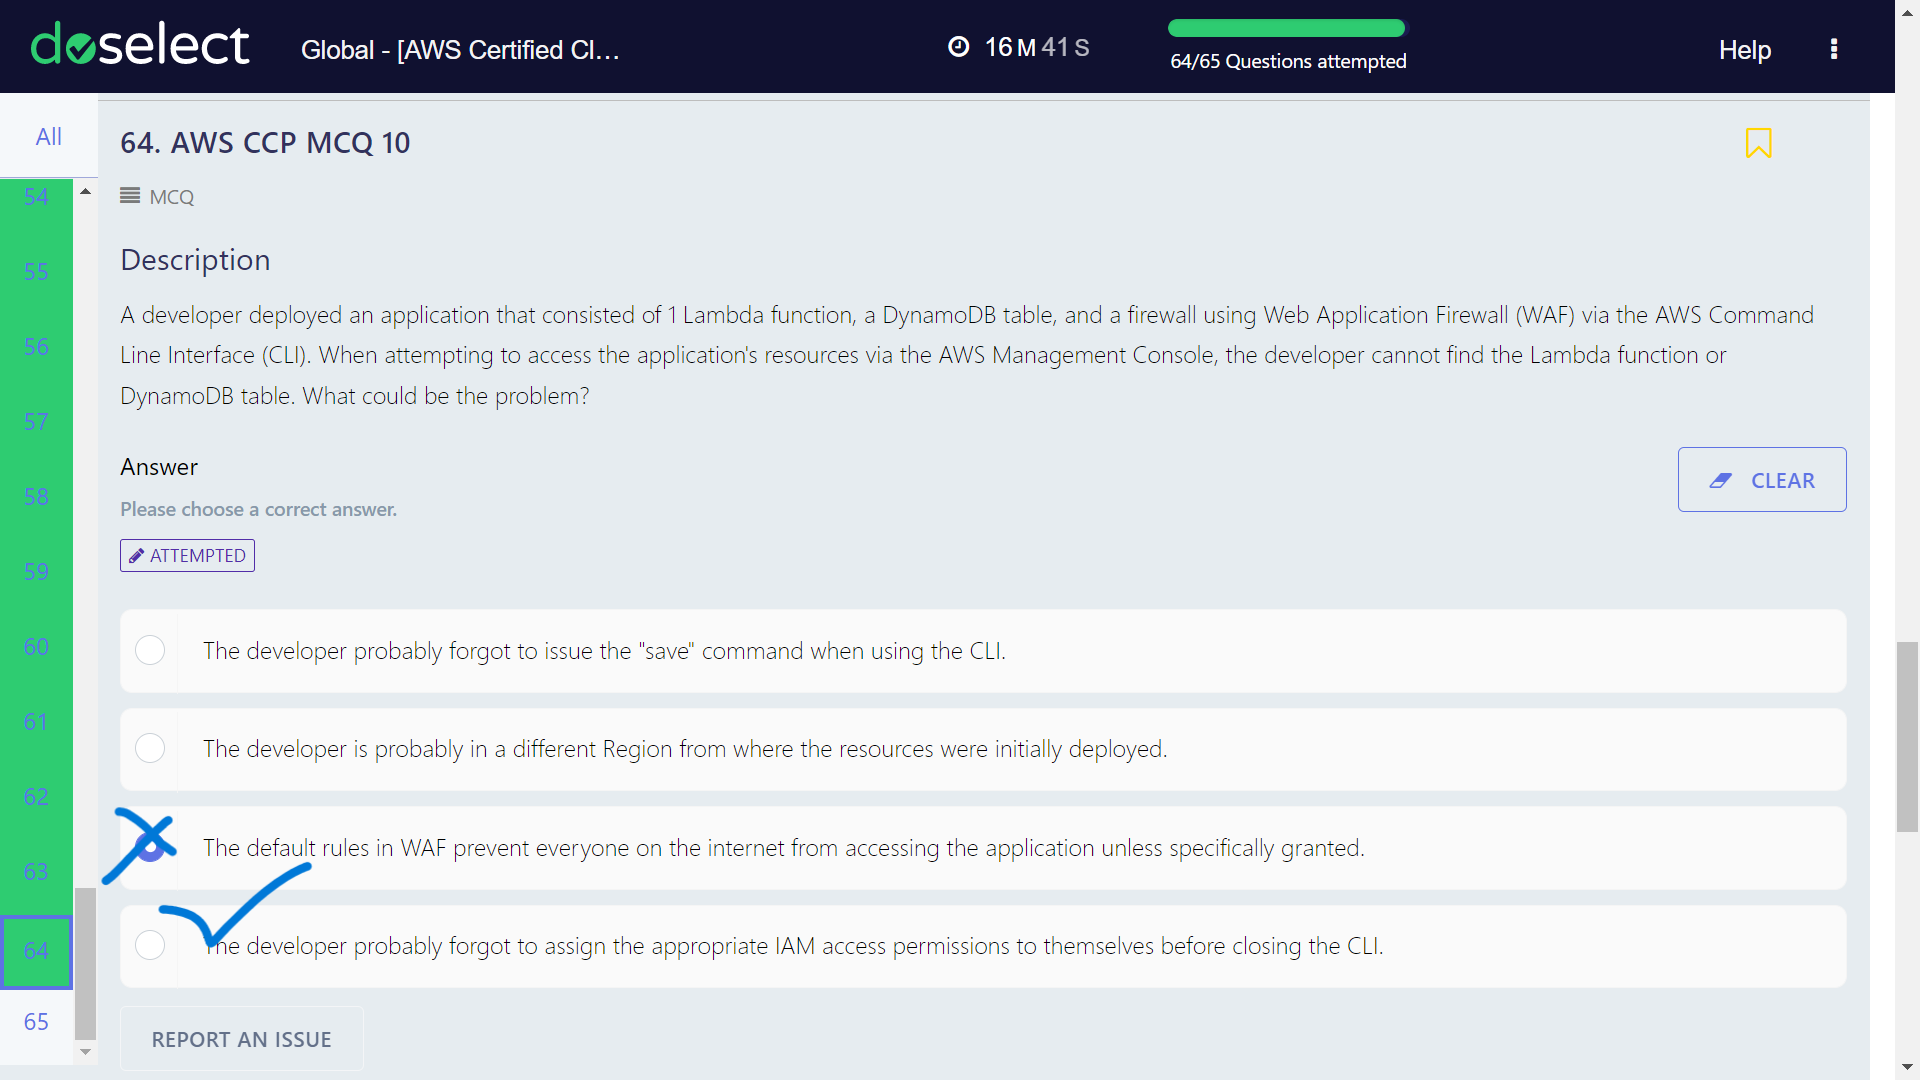 doselect
Global - [AWS Certified Cl...
16 M 41 S
64/65 Questions attempted
Help
All
54
55
56
57
58
59
60
61
62
63
64
65
64. AWS CCP MCQ 10
MCQ
Description
A developer deployed an application that consisted of 1 Lambda function, a DynamoDB table, and a firewall using Web Application Firewall (WAF) via the AWS Command
Line Interface (CLI). When attempting to access the application's resources via the AWS Management Console, the developer cannot find the Lambda function or
DynamoDB table. What could be the problem?
Answer
CLEAR
Please choose a correct answer.
ATTEMPTED
The developer probably forgot to issue the "save" command when using the CLI.
The developer is probably in a different Region from where the resources were initially deployed.
The default rules in WAF prevent everyone on the internet from accessing the application unless specifically granted.
The developer probably forgot to assign the appropriate IAM access permissions to themselves before closing the CLI.
REPORT AN ISSUE